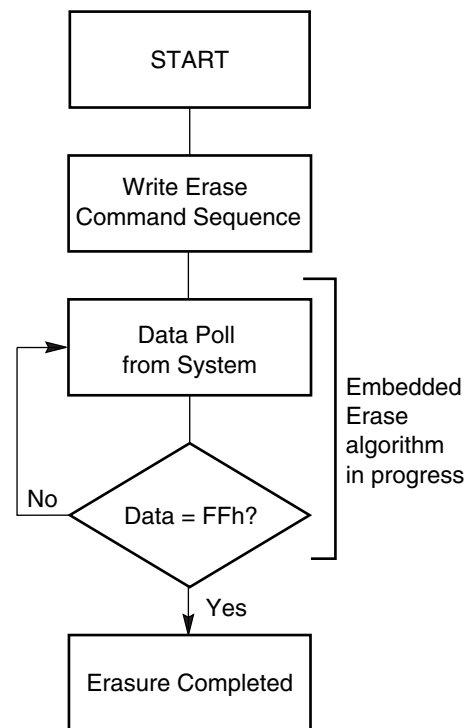 START
Write Erase
Command Sequence
Data Poll
from System
Embedded
Erase
algorithm
in progress
No
Data = FFh?
Yes
Erasure Completed